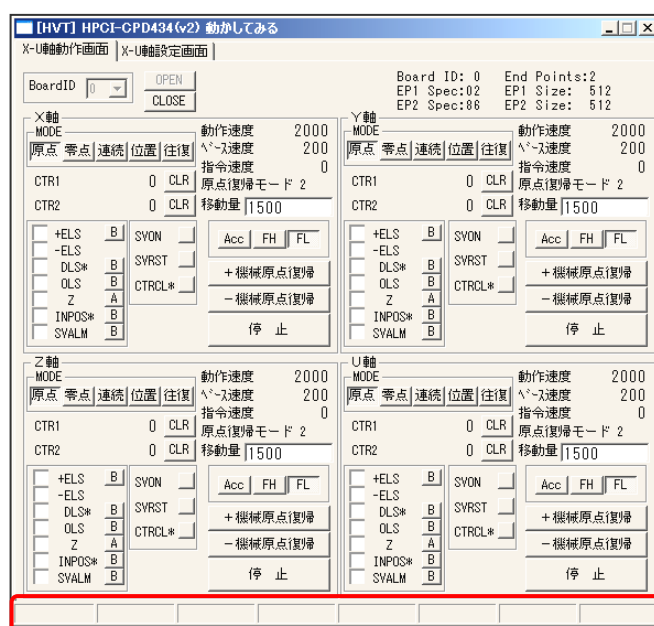 [HVT] HPCI-CPD434(v2) 動かしてみる
X-U軸動作画面 X-U軸設定画面
BoardID 0 OPEN
CLOSE
Board ID: 0 End Points:2
EP1 Spec:02 EP1 Size: 512
EP2 Spec:86 EP2 Size: 512
X軸
MODE
原点 零点 連続 位置 往復
動作速度 2000
ベース速度 200
指令速度 0
CTR1 0 CLR
原点復帰モード 2
CTR2 0 CLR
移動量 1500
+ELS B
-ELS
DLS* B
OLS B
Z A
INPOS* B
SVALM B
SVON
SVRST
CTRCL*
Acc FH FL
+機械原点復帰
-機械原点復帰
停 止
Y軸
MODE
原点 零点 連続 位置 往復
動作速度 2000
ベース速度 200
指令速度 0
CTR1 0 CLR
原点復帰モード 2
CTR2 0 CLR
移動量 1500
+ELS B
-ELS
DLS* B
OLS B
Z A
INPOS* B
SVALM B
SVON
SVRST
CTRCL*
Acc FH FL
+機械原点復帰
-機械原点復帰
停 止
Z軸
MODE
原点 零点 連続 位置 往復
動作速度 2000
ベース速度 200
指令速度 0
CTR1 0 CLR
原点復帰モード 2
CTR2 0 CLR
移動量 1500
+ELS B
-ELS
DLS* B
OLS B
Z A
INPOS* B
SVALM B
SVON
SVRST
CTRCL*
Acc FH FL
+機械原点復帰
-機械原点復帰
停 止
U軸
MODE
原点 零点 連続 位置 往復
動作速度 2000
ベース速度 200
指令速度 0
CTR1 0 CLR
原点復帰モード 2
CTR2 0 CLR
移動量 1500
+ELS B
-ELS
DLS* B
OLS B
Z A
INPOS* B
SVALM B
SVON
SVRST
CTRCL*
Acc FH FL
+機械原点復帰
-機械原点復帰
停 止